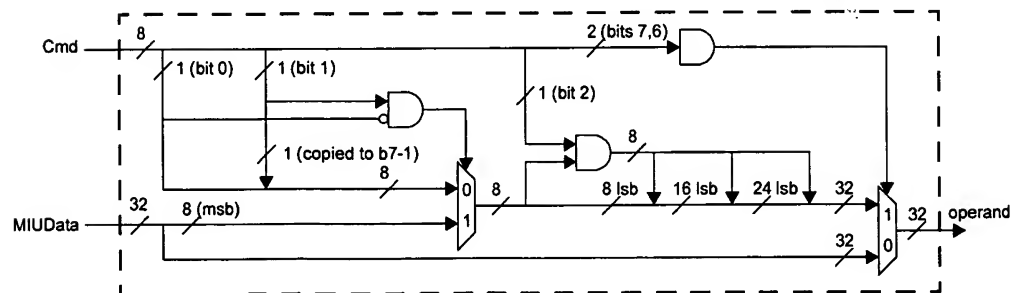 Cmd
8
2 (bits 7,6)
1 (bit 0)
1 (bit 1)
1 (bit 2)
1 (copied to b7-1)
8
8
0
1
8
8 lsb
16 lsb
24 lsb
32
1
0
32
operand
MIUData
32
8 (msb)
32